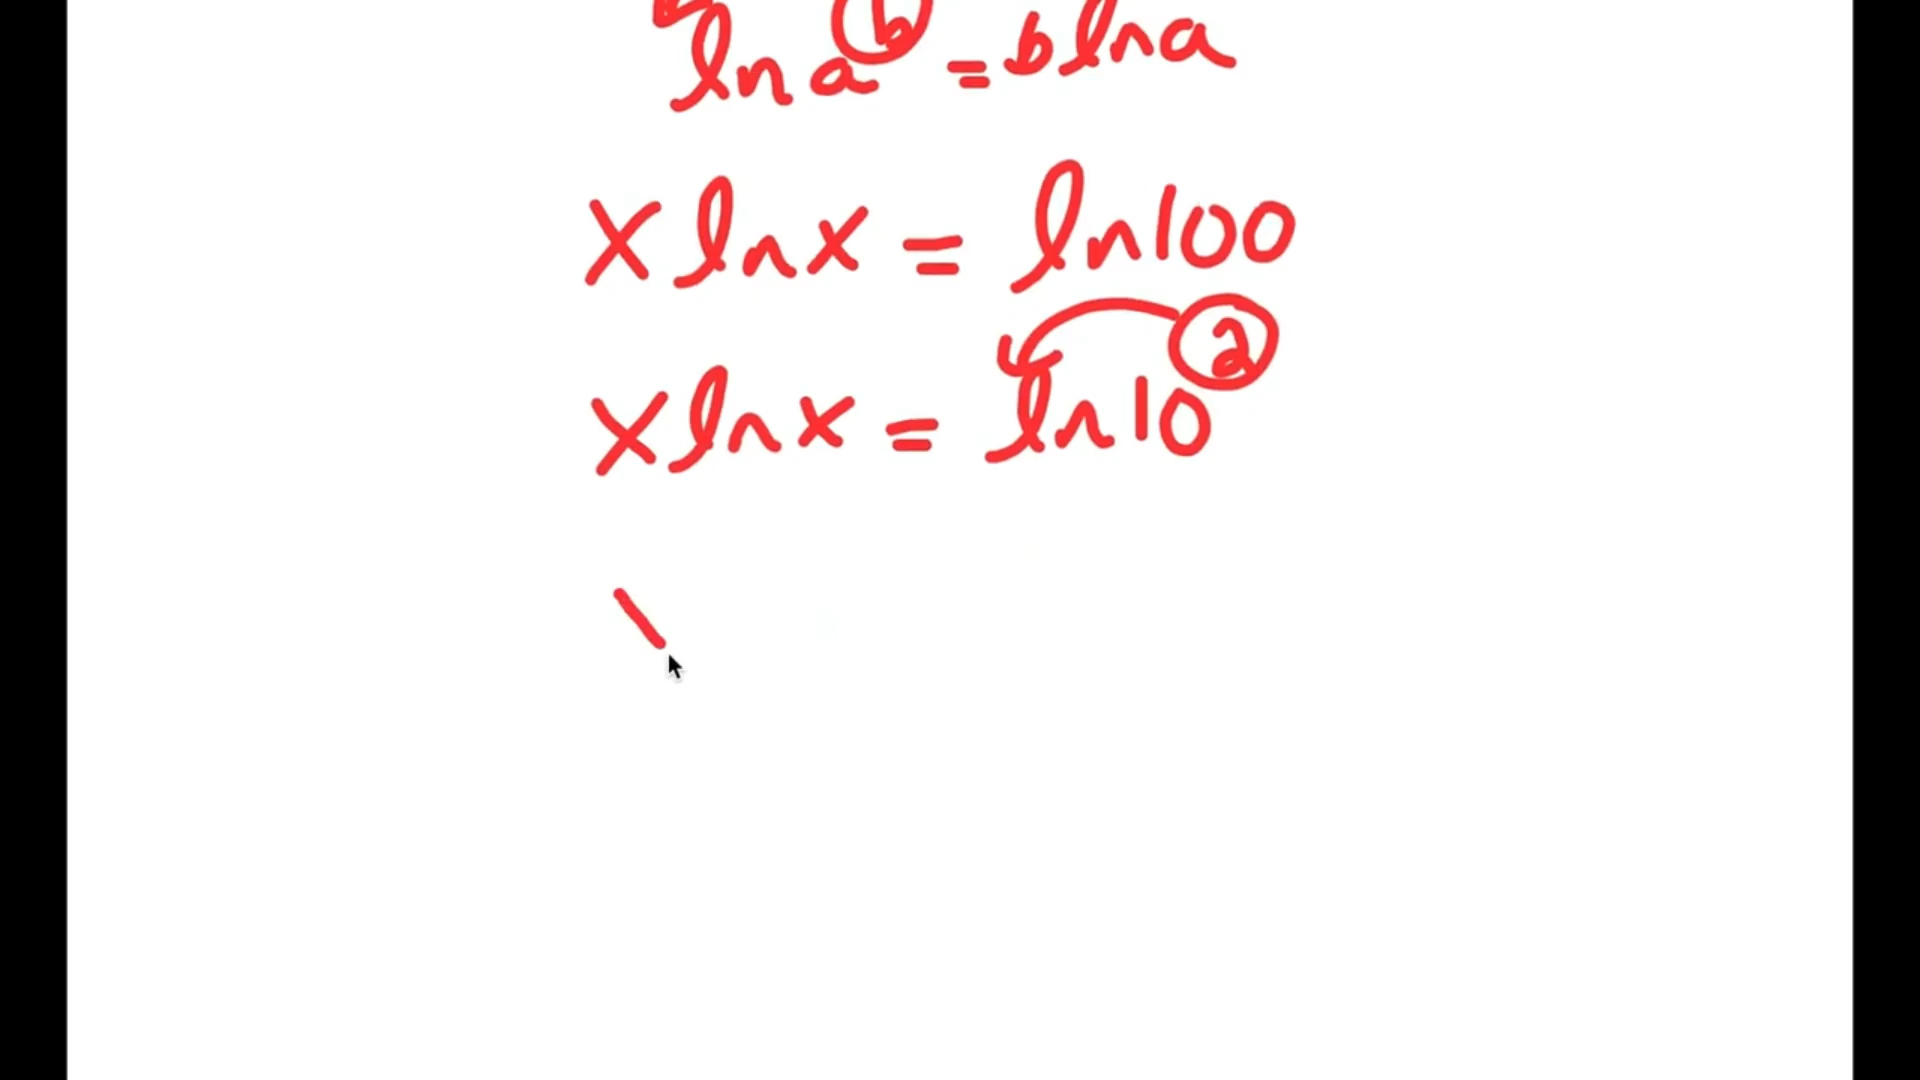 ln a^b = b ln a
x ln x = ln 100
x ln x = ln 10^2